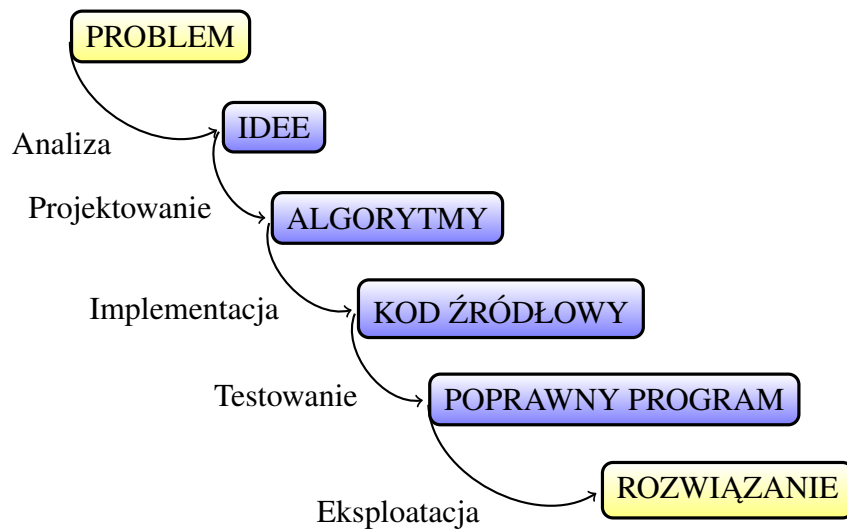 PROBLEM
Analiza
IDEE
Projektowanie
ALGORYTMY
Implementacja
KOD ŹRÓDŁOWY
Testowanie
POPRAWNY PROGRAM
Eksploatacja
ROZWIĄZANIE